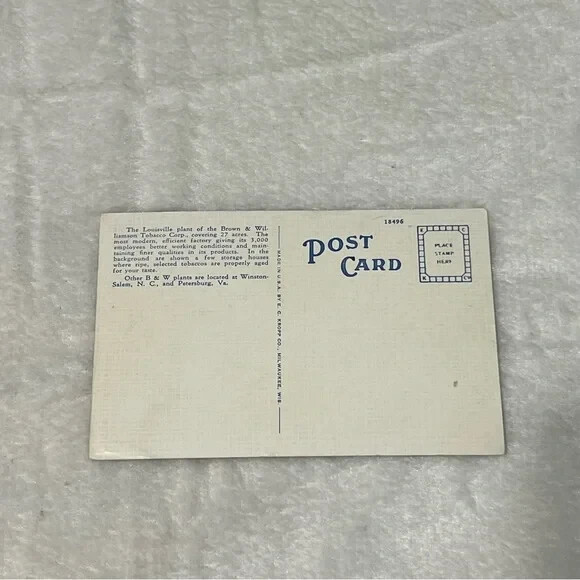 The Louisville plant of the Brown & Wil-
liamson Tobacco Corp., covering 27 acres. The
most modern, efficient factory giving its 3,000
employees better working conditions and main-
taining finer qualities in its products. In the
background are shown a few storage houses
where ripe, selected tobaccos are properly aged
for your taste.
Other B & W plants are located at Winston-
Salem, N. C., and Petersburg, Va.
MADE IN U.S.A. BY E. C. KROPP CO., MILWAUKEE, WIS.
18496
POST
CARD
E C
PLACE
STAMP
HERE
K Co